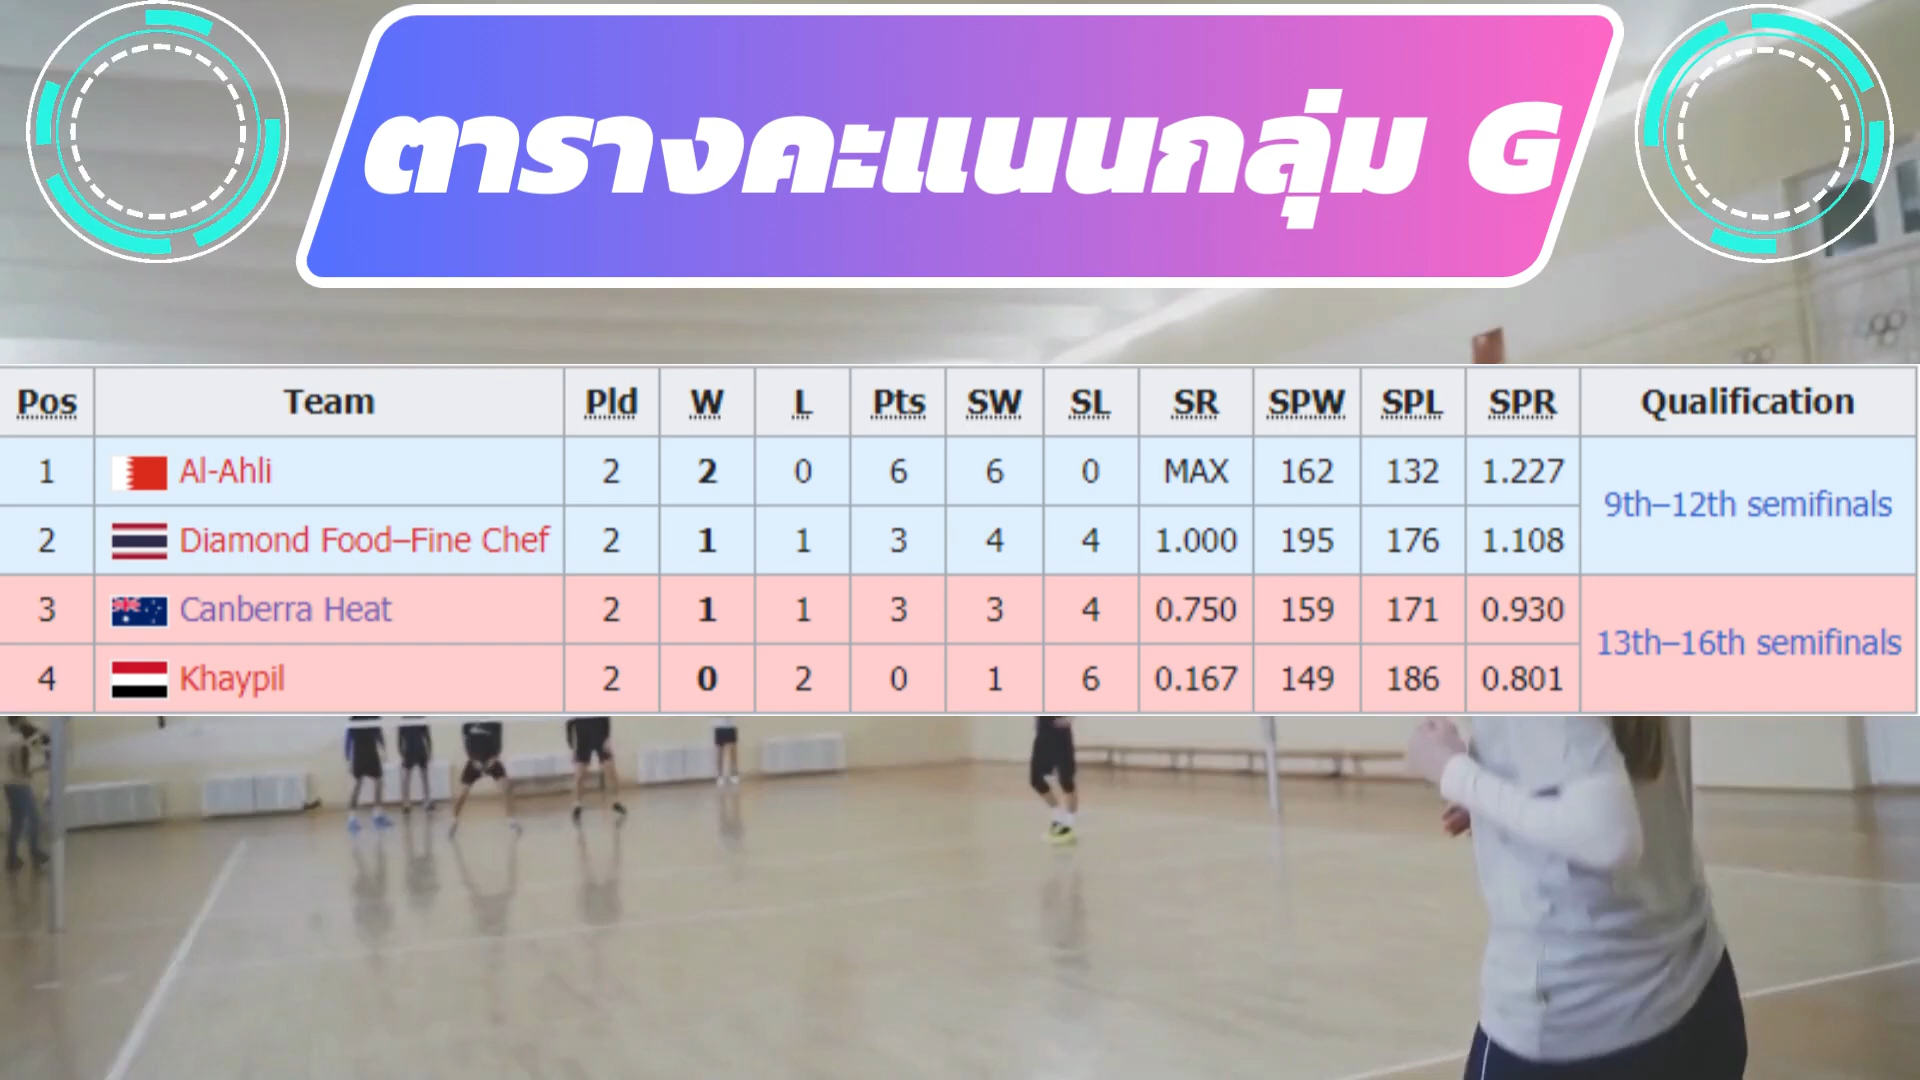 ตารางคะแนนกลุ่ม G
Pos Team Pld W L Pts SW SL SR SPW SPL SPR Qualification
1 Al-Ahli 2 2 0 6 6 0 MAX 162 132 1.227 9th–12th semifinals
2 Diamond Food–Fine Chef 2 1 1 3 4 4 1.000 195 176 1.108
3 Canberra Heat 2 1 1 3 3 4 0.750 159 171 0.930 13th–16th semifinals
4 Khaypil 2 0 2 0 1 6 0.167 149 186 0.801